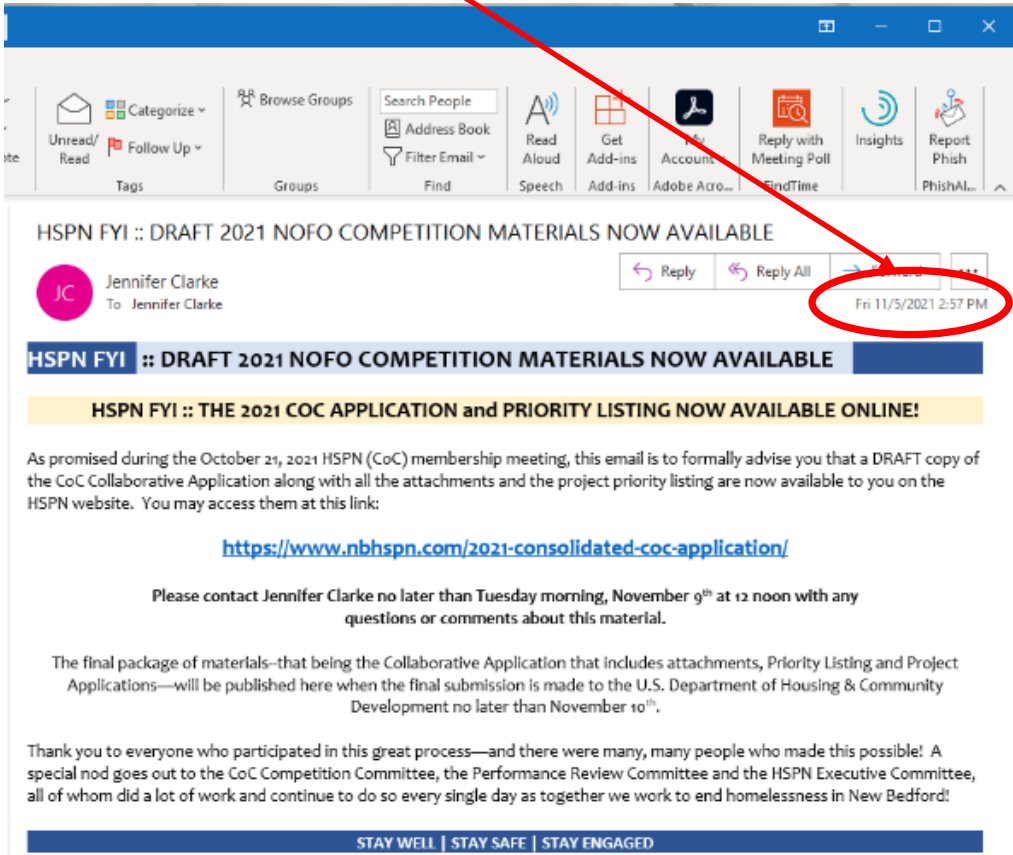 Unread/ Read
Categorize
Follow Up
Tags
Browse Groups
Groups
Search People
Address Book
Filter Email
Find
Read Aloud
Speech
Get Add-ins
Add-ins
My Account
Adobe Acro...
Reply with Meeting Poll
FindTime
Insights
Report Phish
PhishAl...
HSPN FYI :: DRAFT 2021 NOFO COMPETITION MATERIALS NOW AVAILABLE
JC
Jennifer Clarke
To Jennifer Clarke
Reply
Reply All
Fri 11/5/2021 2:57 PM
HSPN FYI :: DRAFT 2021 NOFO COMPETITION MATERIALS NOW AVAILABLE
HSPN FYI :: THE 2021 COC APPLICATION and PRIORITY LISTING NOW AVAILABLE ONLINE!
As promised during the October 21, 2021 HSPN (CoC) membership meeting, this email is to formally advise you that a DRAFT copy of
the CoC Collaborative Application along with all the attachments and the project priority listing are now available to you on the
HSPN website. You may access them at this link:
https://www.nbhspn.com/2021-consolidated-coc-application/
Please contact Jennifer Clarke no later than Tuesday morning, November 9th at 12 noon with any
questions or comments about this material.
The final package of materials--that being the Collaborative Application that includes attachments, Priority Listing and Project
Applications—will be published here when the final submission is made to the U.S. Department of Housing & Community
Development no later than November 10th.
Thank you to everyone who participated in this great process—and there were many, many people who made this possible! A
special nod goes out to the CoC Competition Committee, the Performance Review Committee and the HSPN Executive Committee,
all of whom did a lot of work and continue to do so every single day as together we work to end homelessness in New Bedford!
STAY WELL | STAY SAFE | STAY ENGAGED